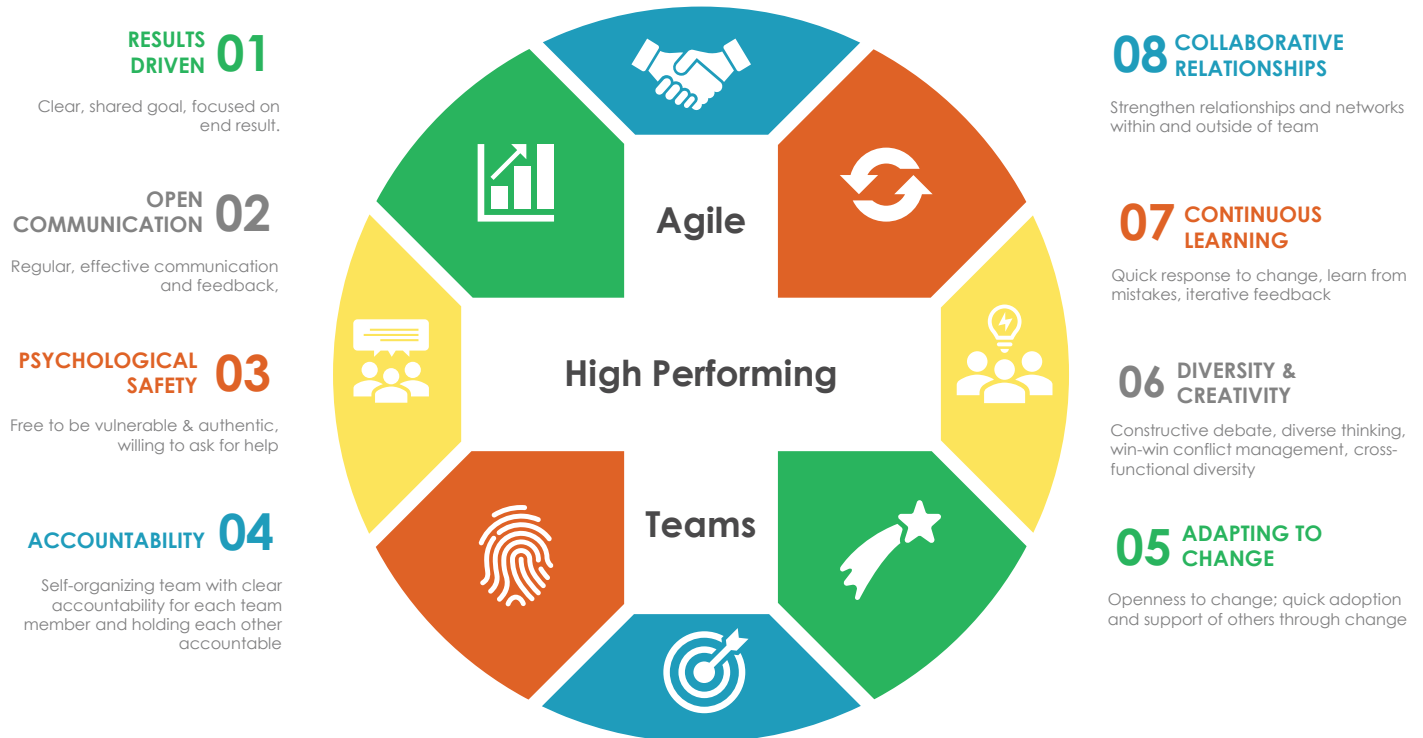 RESULTS
DRIVEN
01
Clear, shared goal, focused on
end result.
OPEN
COMMUNICATION
02
Regular, effective communication
and feedback,
PSYCHOLOGICAL
SAFETY
03
Free to be vulnerable & authentic,
willing to ask for help
ACCOUNTABILITY 04
Self-organizing team with clear
accountability for each team
member and holding each other
accountable
Agile
High Performing
Teams
08
COLLABORATIVE
RELATIONSHIPS
Strengthen relationships and networks
within and outside of team
07
CONTINUOUS
LEARNING
Quick response to change, learn from
mistakes, iterative feedback
06
DIVERSITY &
CREATIVITY
Constructive debate, diverse thinking,
win-win conflict management, cross-
functional diversity
05
ADAPTING TO
CHANGE
Openness to change; quick adoption
and support of others through change